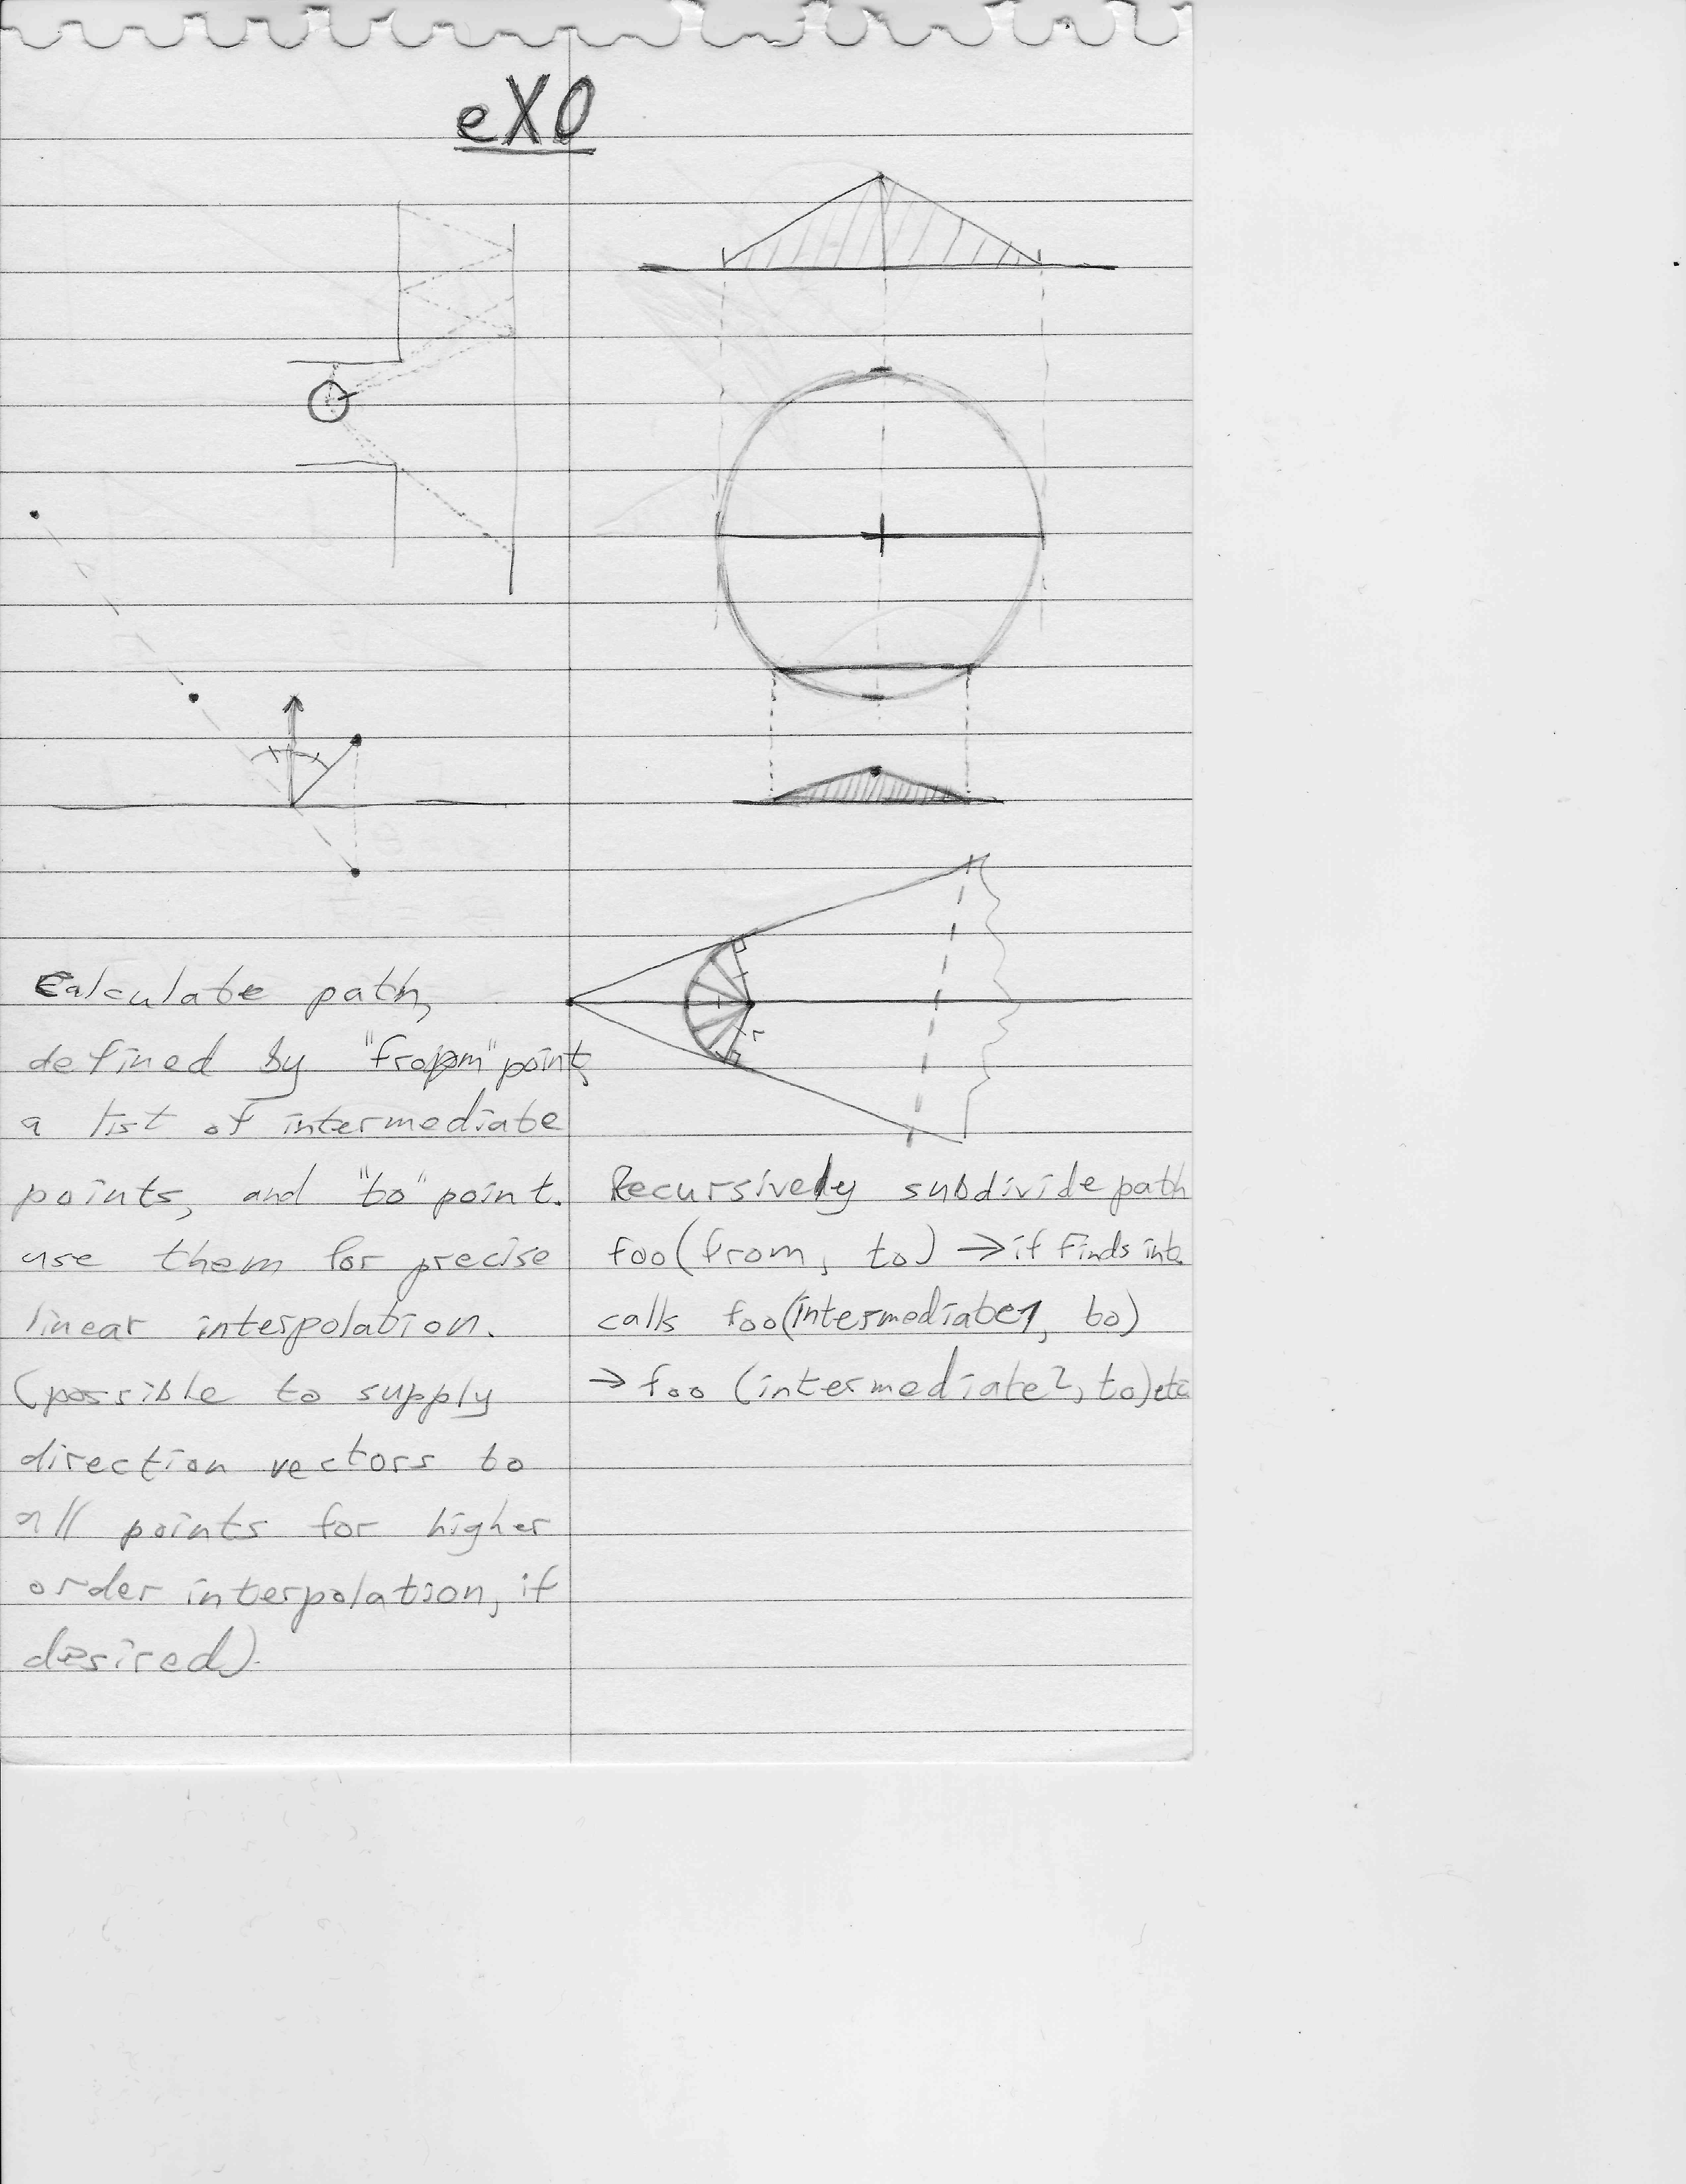 eX0
Calculate path,
defined by "from" point,
a list of intermediate
points, and "to" point.
use them for precise
linear interpolation.
(possible to supply
direction vectors to
all points for higher
order interpolation, if
desired).
r
Recursively subdivide path
foo(from, to) → if finds int.
calls foo(intermediate1, to)
→ foo (intermediate2, to) etc